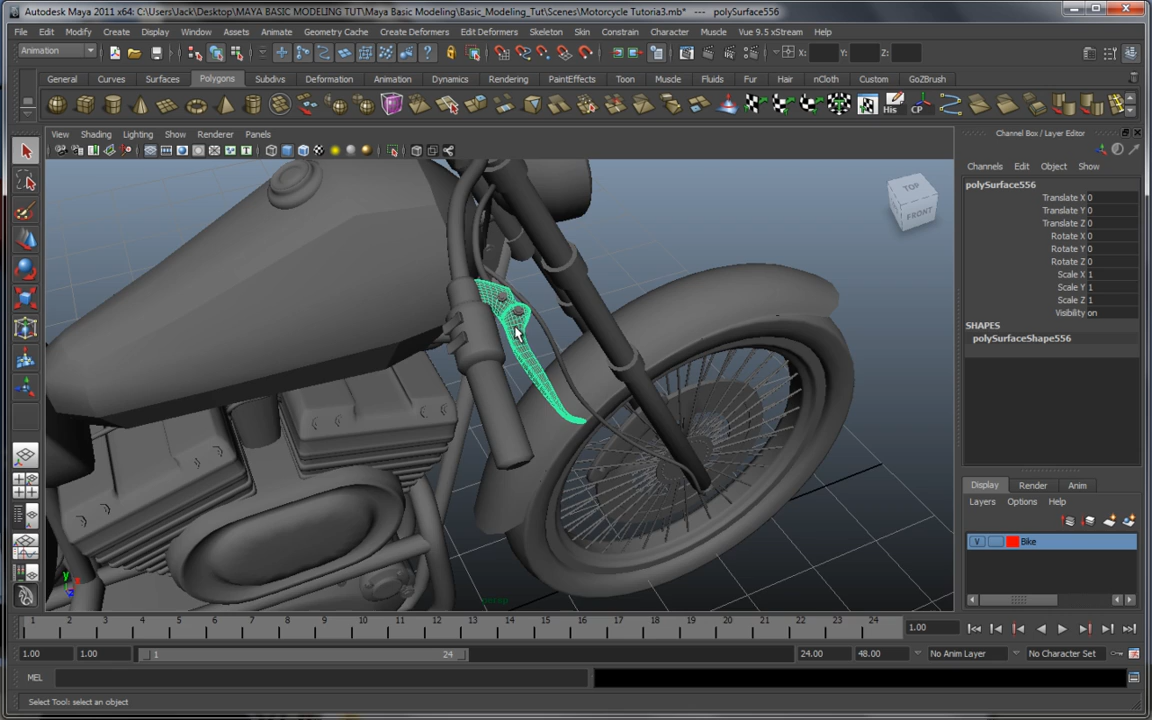 Autodesk Maya 2011 x64: C:\Users\Jack\Desktop\MAYA BASIC MODELING TUT\Maya Basic Modeling\Basic_Modeling_Tut\Scenes\Motorcycle Tutoria3.mb* --- polySurface556
File Edit Modify Create Display Window Assets Animate Geometry Cache Create Deformers Edit Deformers Skeleton Skin Constrain Character Muscle Vue 9.5 xStream Help
Animation X: Y: Z:
General Curves Surfaces Polygons Subdivs Deformation Animation Dynamics Rendering PaintEffects Toon Muscle Fluids Fur Hair nCloth Custom GoZBrush
His CP
View Shading Lighting Show Renderer Panels
Channel Box / Layer Editor
Channels Edit Object Show
polySurface556
Translate X 0
Translate Y 0
Translate Z 0
Rotate X 0
Rotate Y 0
Rotate Z 0
Scale X 1
Scale Y 1
Scale Z 1
Visibility on
SHAPES
polySurfaceShape556
TOP
FRONT
Display Render Anim
Layers Options Help
V Bike
y
x
z
persp
1 2 3 4 5 6 7 8 9 10 11 12 13 14 15 16 17 18 19 20 21 22 23 24 1.00
1.00 1.00 1 24 24.00 48.00 No Anim Layer No Character Set
MEL
Select Tool: select an object